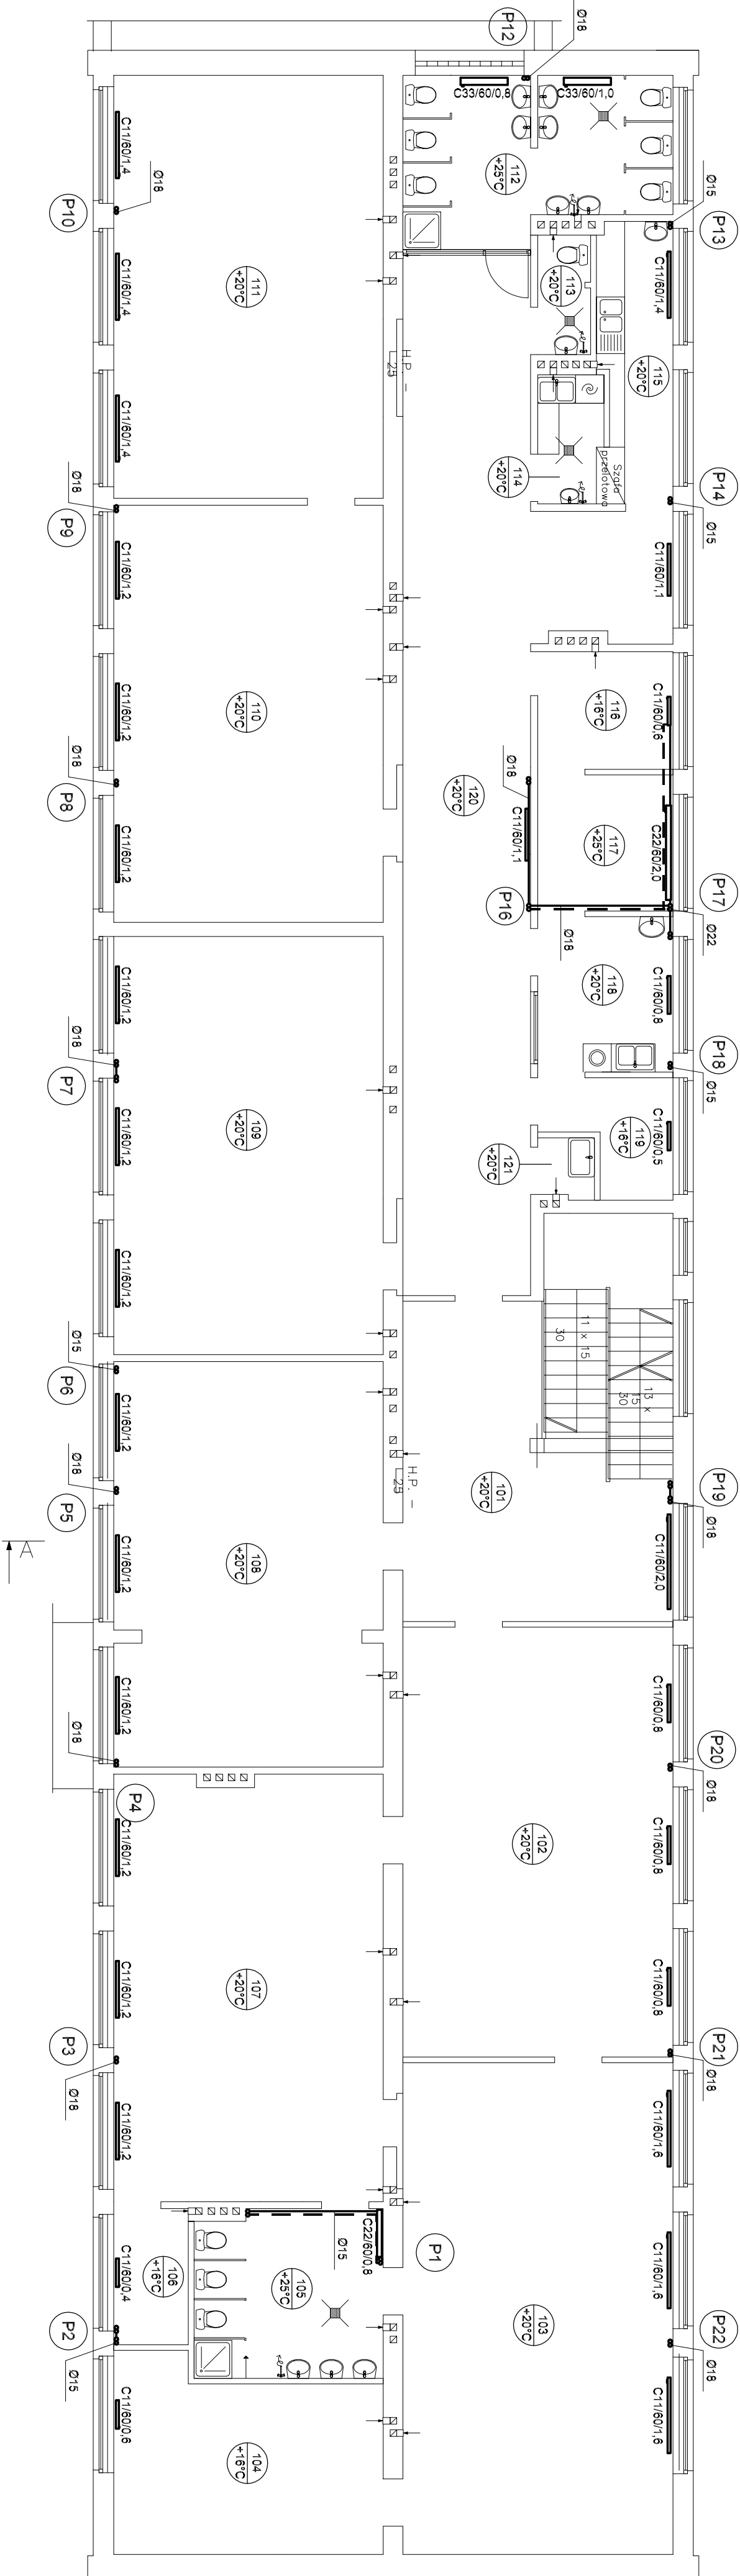 P12
Ø18
C33/60/0,8
C33/60/1,0
112
+25°C
C11/60/1,4
Ø18
P10
C11/60/1,4
111
+20°C
C11/60/1,4
Ø15
P13
C11/60/1,4
113
+20°C
115
+20°C
H.P. -
25
114
+20°C
Szafa
przelotowa
P14
Ø15
Ø18
P9
C11/60/1,2
C11/60/1,1
C11/60/1,2
110
+20°C
116
+16°C
C11/60/0,6
Ø18
P8
C11/60/1,2
120
+20°C
Ø18
C11/60/1,1
117
+25°C
C22/60/2,0
P16
Ø18
P17
Ø22
C11/60/1,2
118
+20°C
C11/60/0,8
Ø18
P7
P18
Ø15
C11/60/1,2
109
+20°C
121
+20°C
119
+16°C
C11/60/0,5
C11/60/1,2
Ø15
P6
C11/60/1,2
11 x 15
30
13 x
15
30
Ø18
P5
H.P. -
25
101
+20°C
P19
Ø18
A
C11/60/1,2
108
+20°C
C11/60/2,0
C11/60/1,2
Ø18
P4
C11/60/0,8
P20
Ø18
C11/60/1,2
102
+20°C
C11/60/0,8
C11/60/1,2
107
+20°C
C11/60/0,8
P3
Ø18
P21
Ø18
C11/60/1,2
C11/60/1,6
C22/60/0,8
P1
Ø15
C11/60/0,4
106
+16°C
105
+25°C
103
+20°C
C11/60/1,6
P2
Ø15
P22
Ø18
C11/60/0,6
104
+16°C
C11/60/1,6